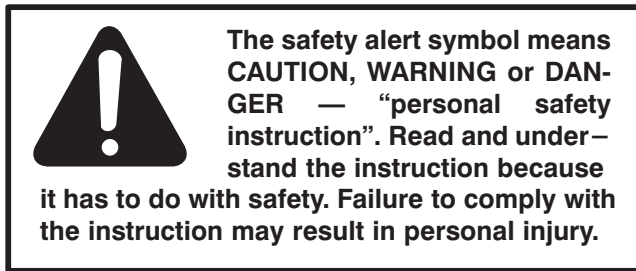 The safety alert symbol means
CAUTION, WARNING or DAN-
GER — “personal safety
instruction”. Read and under–
stand the instruction because
it has to do with safety. Failure to comply with
the instruction may result in personal injury.